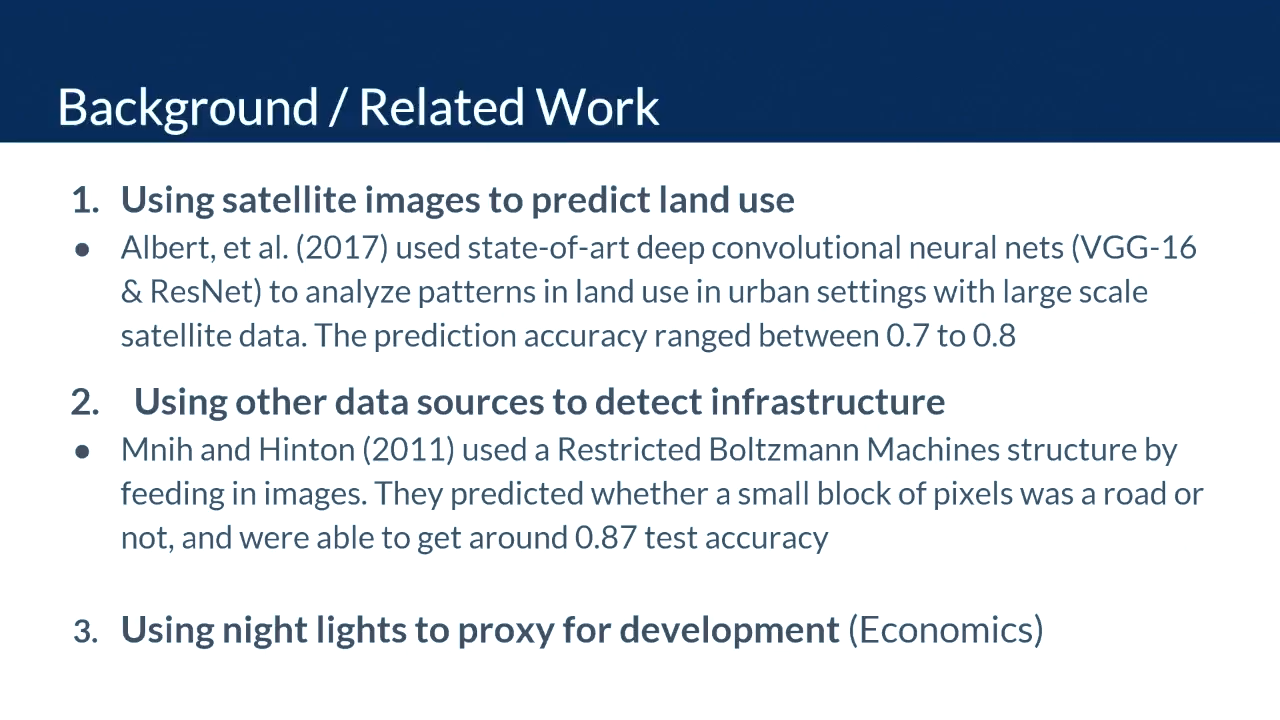 Background / Related Work
1. Using satellite images to predict land use
● Albert, et al. (2017) used state-of-art deep convolutional neural nets (VGG-16
& ResNet) to analyze patterns in land use in urban settings with large scale
satellite data. The prediction accuracy ranged between 0.7 to 0.8
2. Using other data sources to detect infrastructure
● Mnih and Hinton (2011) used a Restricted Boltzmann Machines structure by
feeding in images. They predicted whether a small block of pixels was a road or
not, and were able to get around 0.87 test accuracy
3. Using night lights to proxy for development (Economics)